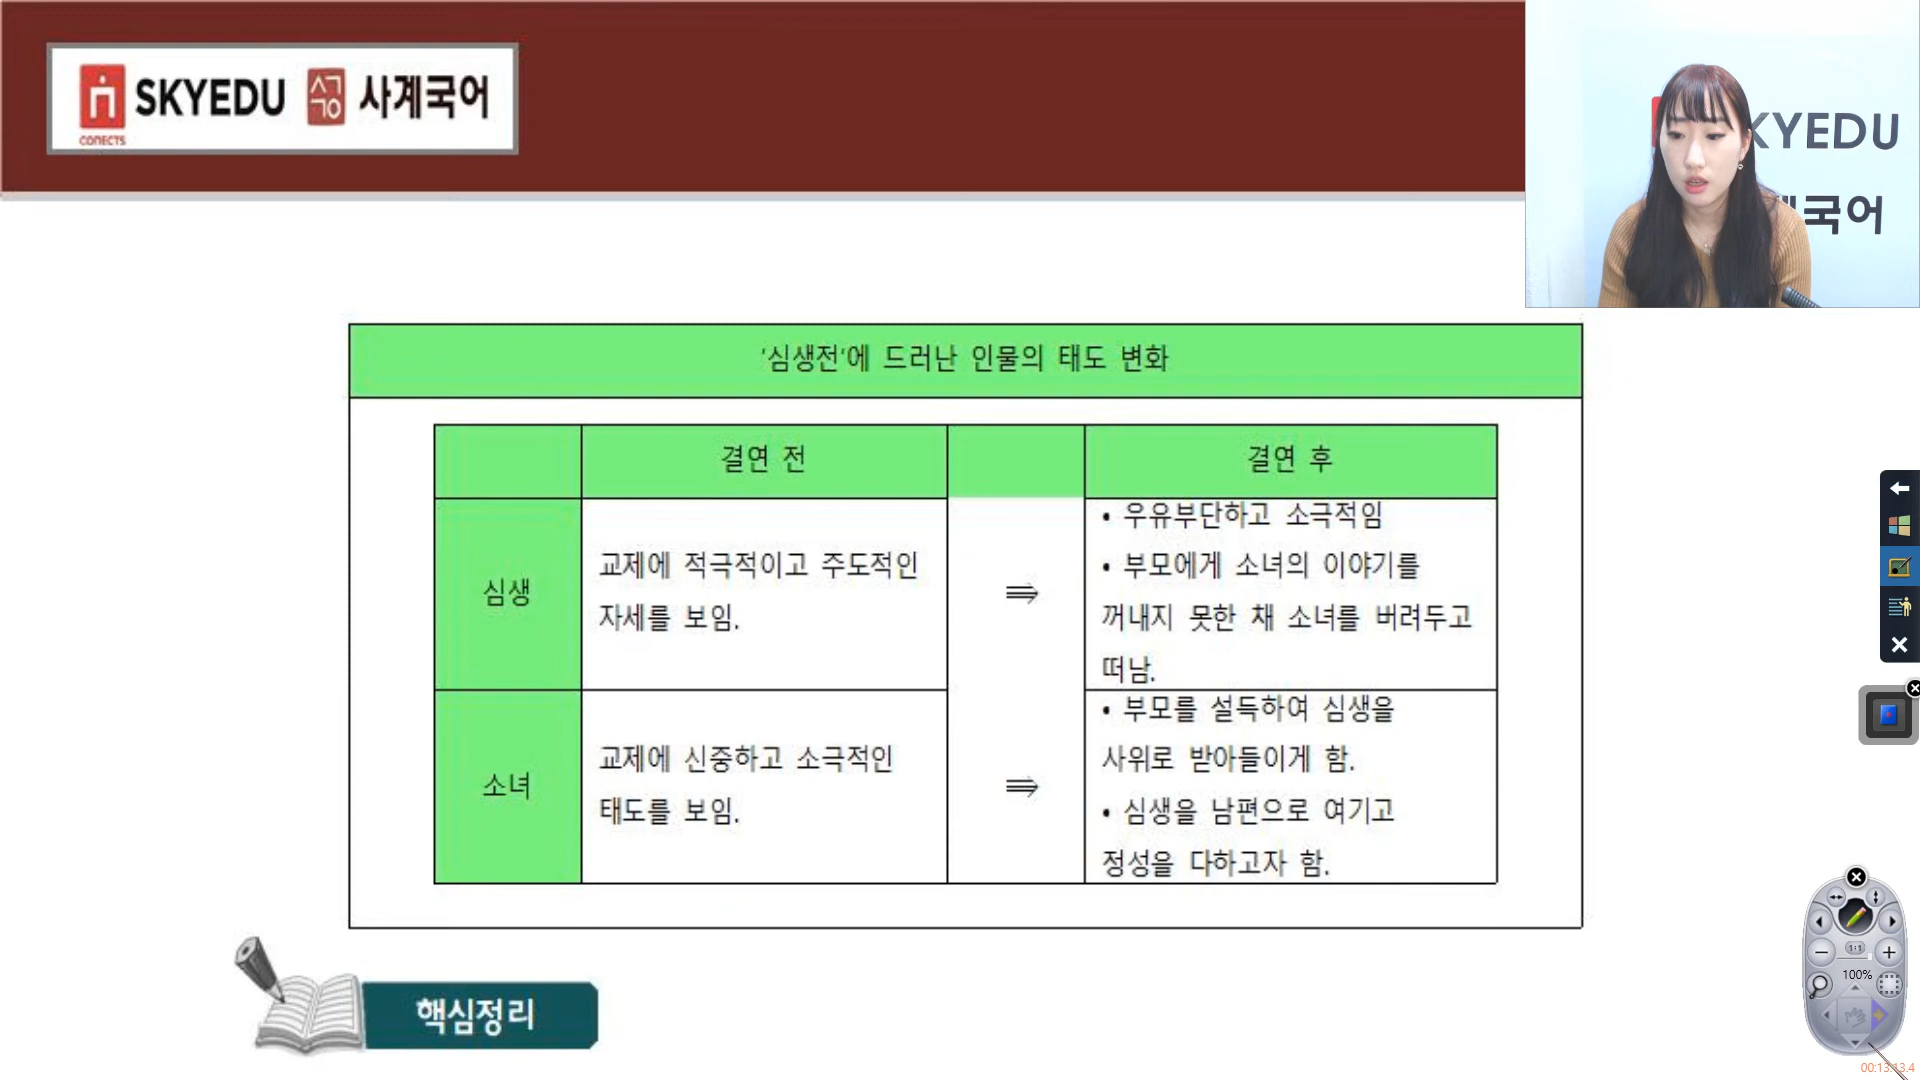 CONECTS
SKYEDU 사계국어
KYEDU
국어
'심생전'에 드러난 인물의 태도 변화
결연 전
결연 후
심생
교제에 적극적이고 주도적인
자세를 보임.
⇒
• 우유부단하고 소극적임
• 부모에게 소녀의 이야기를
꺼내지 못한 채 소녀를 버려두고
떠남.
소녀
교제에 신중하고 소극적인
태도를 보임.
⇒
• 부모를 설득하여 심생을
사위로 받아들이게 함.
• 심생을 남편으로 여기고
정성을 다하고자 함.
핵심정리
1:1
100%
00:13:13.4